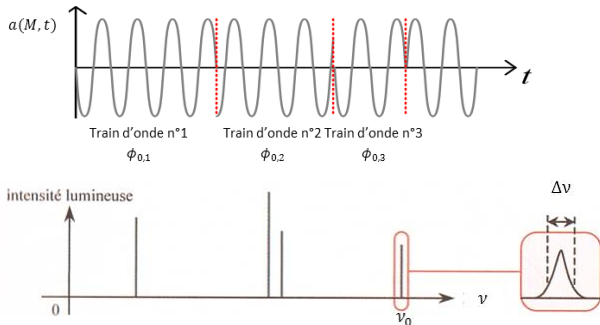 a(M,t)
t
Train d'onde n°1 Train d'onde n°2 Train d'onde n°3
ϕ0,1 ϕ0,2 ϕ0,3
Δν
intensité lumineuse
0 ν0 ν